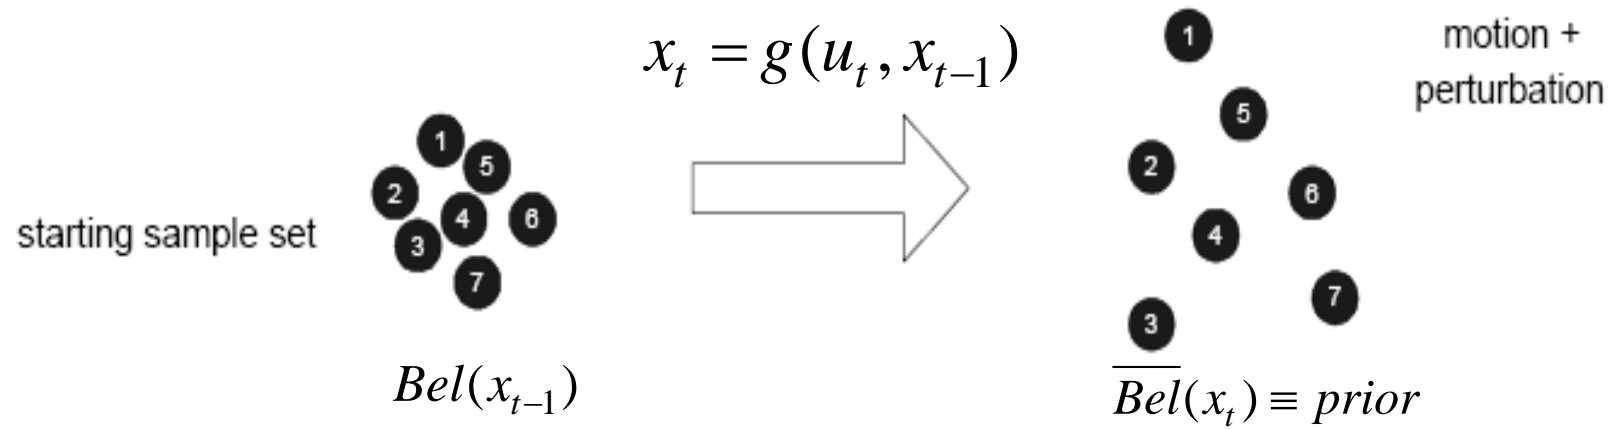 x_t = g(u_t, x_{t-1})
motion +
perturbation
starting sample set
1
5
2
4
6
3
7
1
5
2
6
4
7
3
Bel(x_{t-1})
\overline{Bel}(x_t) ≡ prior